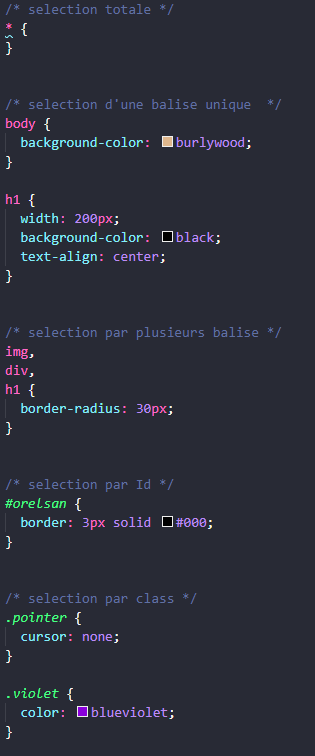 /* selection totale */
* {
}
/* selection d'une balise unique  */
body {
  background-color: burlywood;
}
h1 {
  width: 200px;
  background-color: black;
  text-align: center;
}
/* selection par plusieurs balise */
img,
div,
h1 {
  border-radius: 30px;
}
/* selection par Id */
#orelsan {
  border: 3px solid #000;
}
/* selection par class */
.pointer {
  cursor: none;
}
.violet {
  color: blueviolet;
}